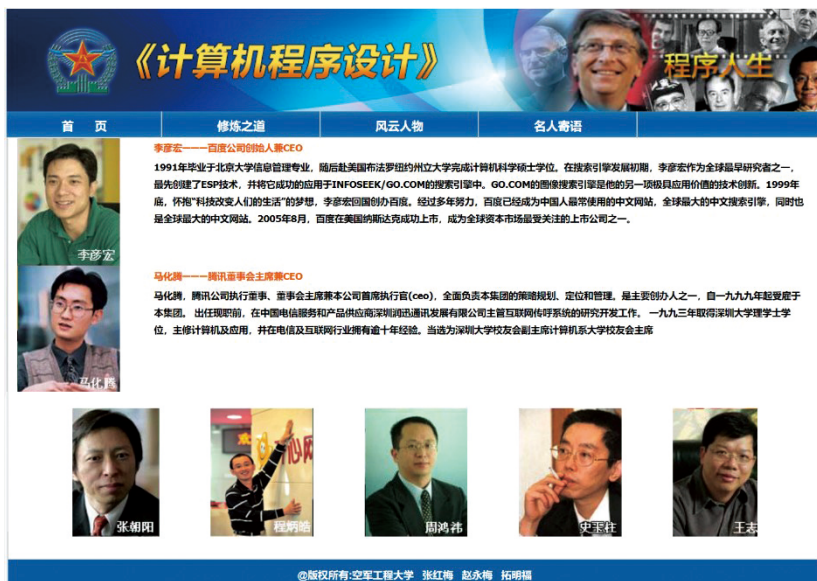 《计算机程序设计》
程序人生
首 页 修炼之道 风云人物 名人寄语
李彦宏———百度公司创始人兼CEO
1991年毕业于北京大学信息管理专业，随后赴美国布法罗纽约州立大学完成计算机科学硕士学位。在搜索引擎发展初期，李彦宏作为全球最早研究者之一，
最先创建了ESP技术，并将它成功的应用于INFOSEEK/GO.COM的搜索引擎中。GO.COM的图像搜索引擎是他的另一项极具应用价值的技术创新。1999年
底，怀抱"科技改变人们的生活"的梦想，李彦宏回国创办百度。经过多年努力，百度已经成为中国人最常使用的中文网站，全球最大的中文搜索引擎，同时也
是全球最大的中文网站。2005年8月，百度在美国纳斯达克成功上市，成为全球资本市场最受关注的上市公司之一。
李彦宏
马化腾———腾讯董事会主席兼CEO
马化腾，腾讯公司执行董事、董事会主席兼本公司首席执行官(ceo)，全面负责本集团的策略规划、定位和管理。是主要创办人之一，自一九九九年起受雇于
本集团。 出任现职前，在中国电信服务和产品供应商深圳润迅通讯发展有限公司主管互联网传呼系统的研究开发工作。 一九九三年取得深圳大学理学士学
位，主修计算机及应用，并在电信及互联网行业拥有逾十年经验。当选为深圳大学校友会副主席计算机系大学校友会主席
马化腾
张朝阳
程炳皓
周鸿祎
史玉柱
王志
@版权所有:空军工程大学 张红梅 赵永梅 拓明福